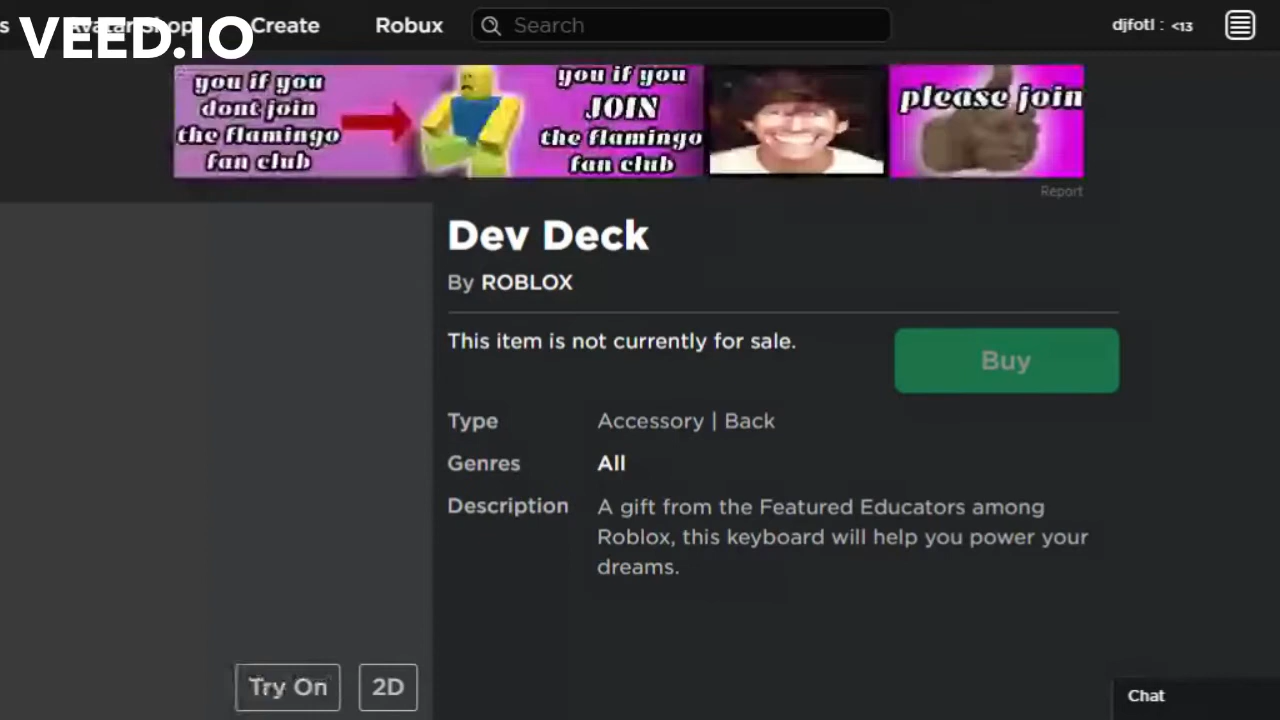 s Avatar Shop Create Robux Search djfotl : <13
VEED.IO
you if you
dont join
the flamingo
fan club
you if you
JOIN
the flamingo
fan club
please join
Report
Dev Deck
By ROBLOX
This item is not currently for sale.
Buy
Type Accessory | Back
Genres All
Description A gift from the Featured Educators among
Roblox, this keyboard will help you power your
dreams.
Try On 2D
Chat